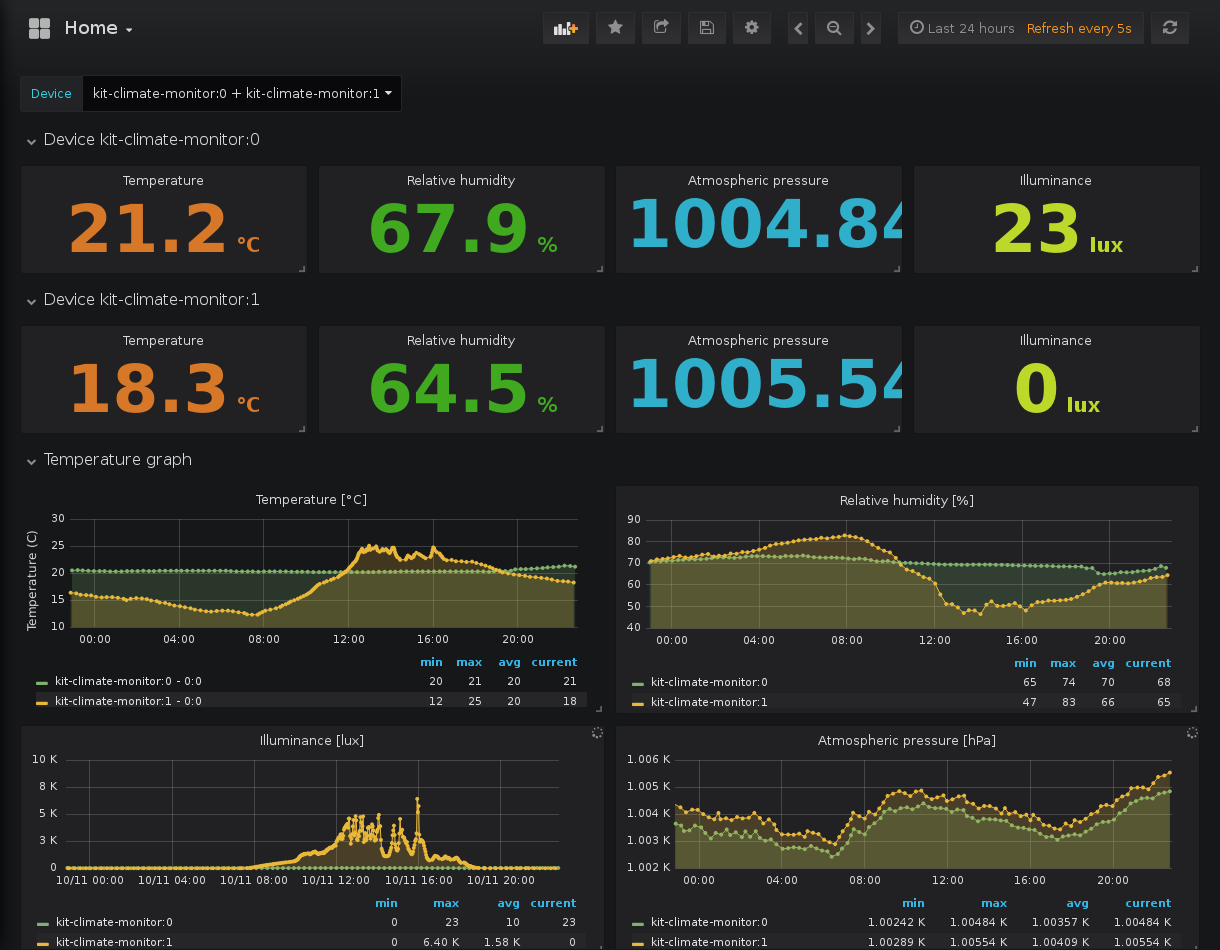 Home
Last 24 hours Refresh every 5s
Device kit-climate-monitor:0 + kit-climate-monitor:1
Device kit-climate-monitor:0
Temperature Relative humidity Atmospheric pressure Illuminance
21.2 °C 67.9 % 1004.84 23 lux
Device kit-climate-monitor:1
Temperature Relative humidity Atmospheric pressure Illuminance
18.3 °C 64.5 % 1005.54 0 lux
Temperature graph
Temperature [°C]
Temperature (C)
30
25
20
15
10
00:00 04:00 08:00 12:00 16:00 20:00
min max avg current
kit-climate-monitor:0 - 0:0 20 21 20 21
kit-climate-monitor:1 - 0:0 12 25 20 18
Relative humidity [%]
90
80
70
60
50
40
00:00 04:00 08:00 12:00 16:00 20:00
min max avg current
kit-climate-monitor:0 65 74 70 68
kit-climate-monitor:1 47 83 66 65
Illuminance [lux]
10 K
8 K
5 K
3 K
0
10/11 00:00 10/11 04:00 10/11 08:00 10/11 12:00 10/11 16:00 10/11 20:00
min max avg current
kit-climate-monitor:0 0 23 10 23
kit-climate-monitor:1 0 6.40 K 1.58 K 0
Atmospheric pressure [hPa]
1.006 K
1.005 K
1.004 K
1.003 K
1.002 K
00:00 04:00 08:00 12:00 16:00 20:00
min max avg current
kit-climate-monitor:0 1.00242 K 1.00484 K 1.00357 K 1.00484 K
kit-climate-monitor:1 1.00289 K 1.00554 K 1.00409 K 1.00554 K